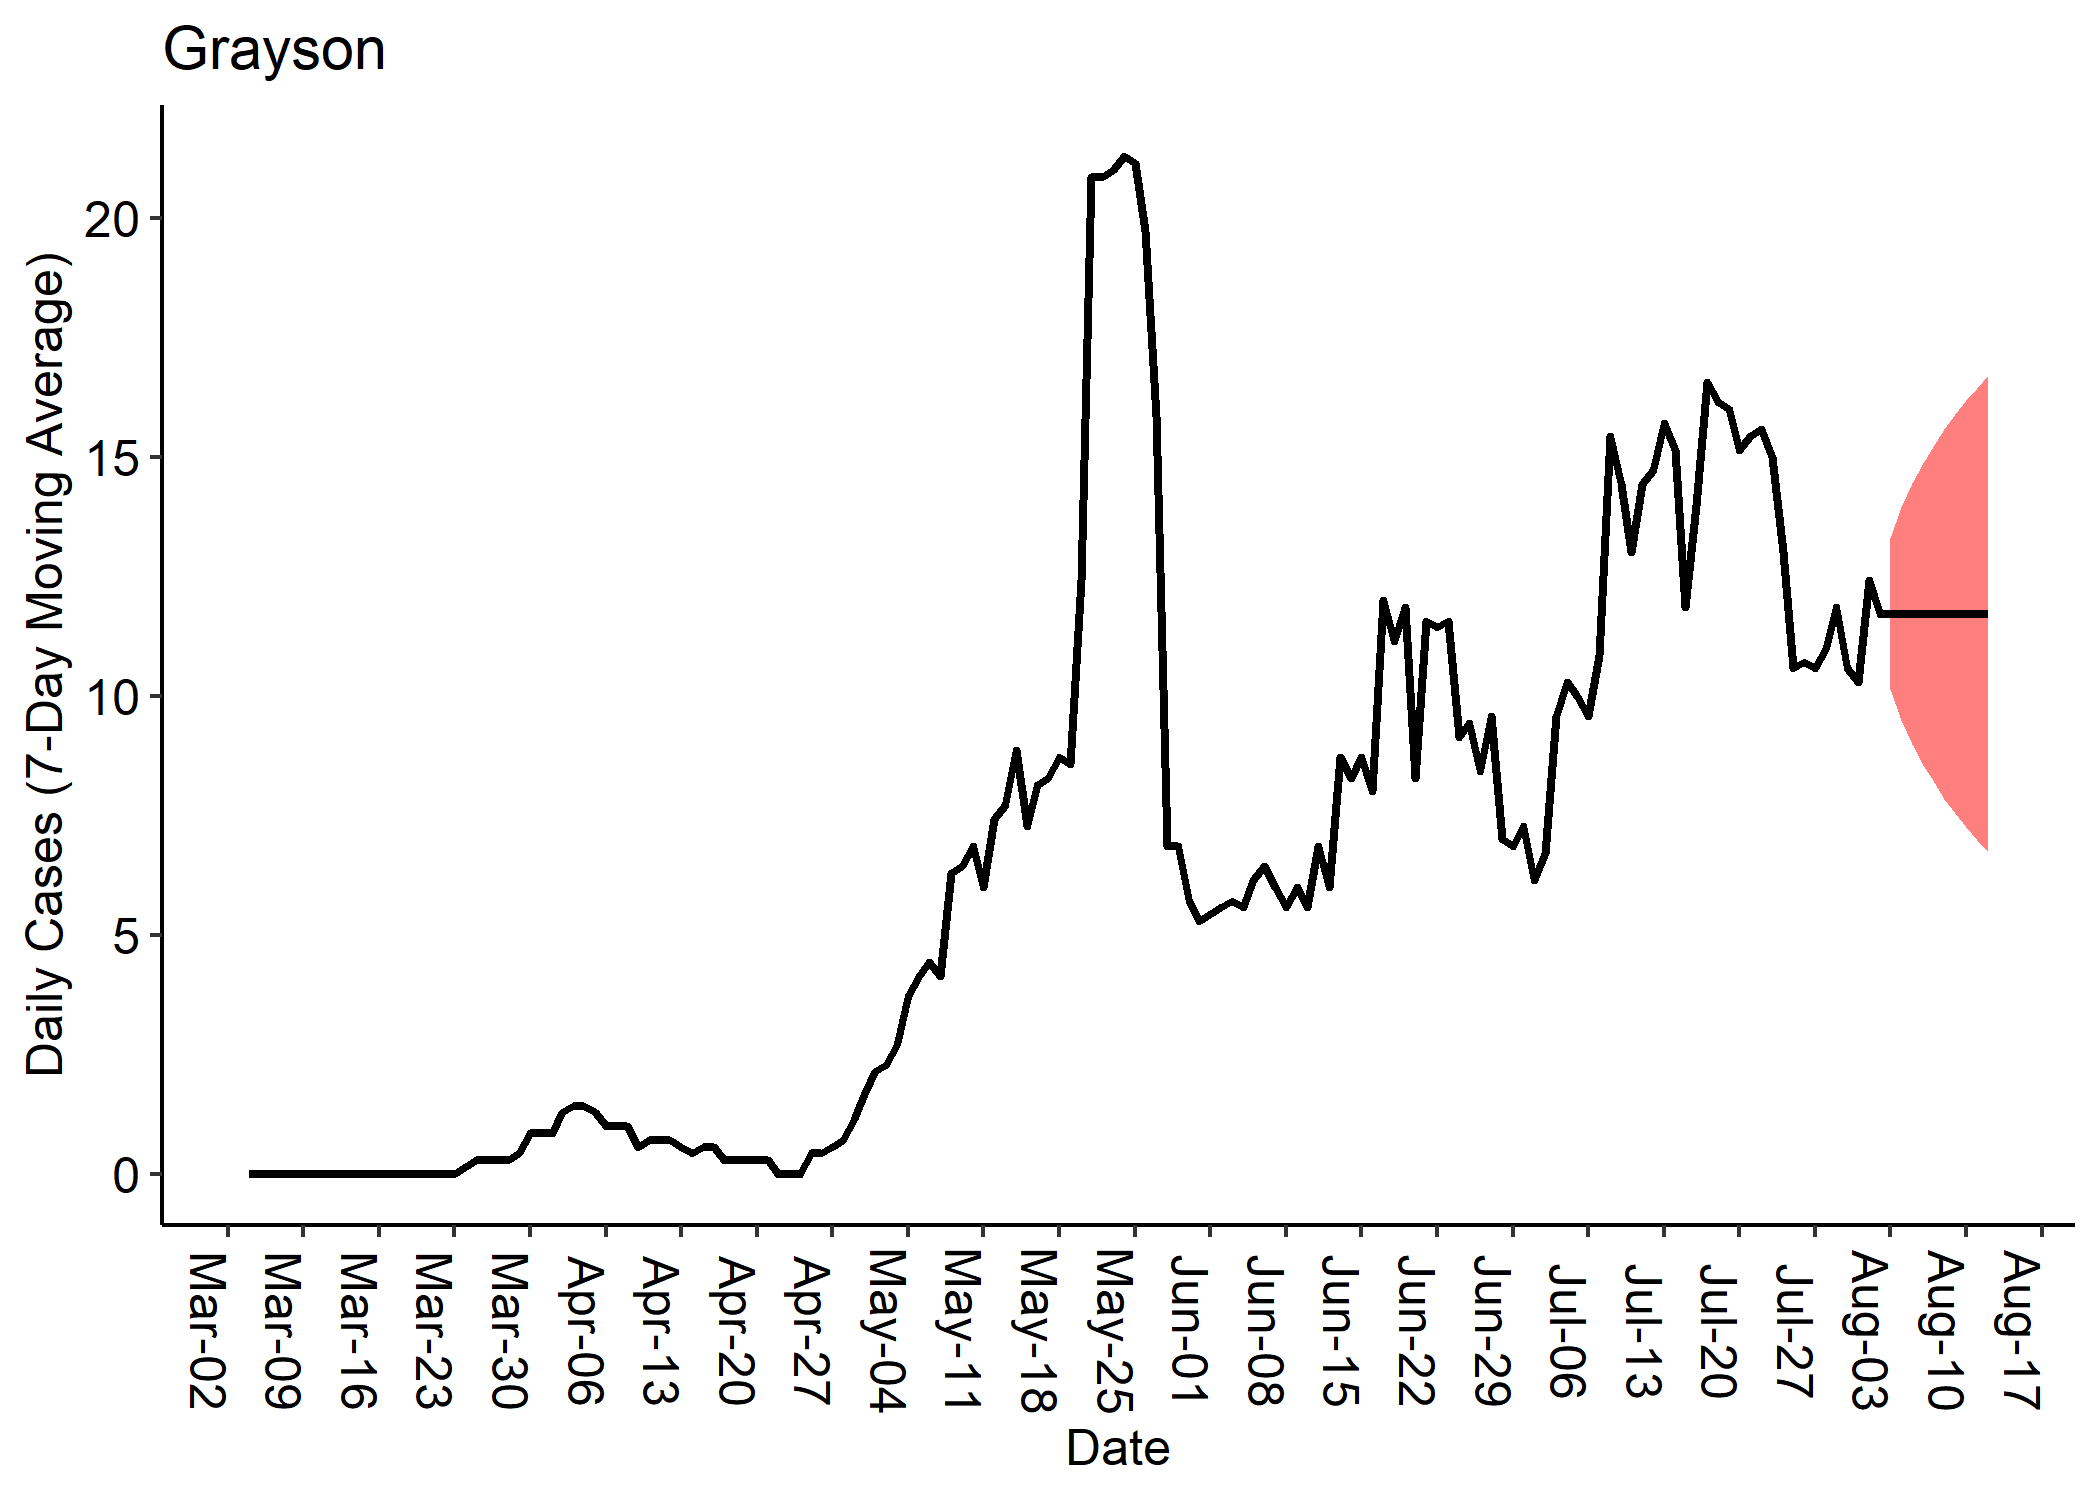 Grayson
Daily Cases (7-Day Moving Average)
20
15
10
5
0
Mar-02
Mar-09
Mar-16
Mar-23
Mar-30
Apr-06
Apr-13
Apr-20
Apr-27
May-04
May-11
May-18
May-25
Jun-01
Jun-08
Jun-15
Jun-22
Jun-29
Jul-06
Jul-13
Jul-20
Jul-27
Aug-03
Aug-10
Aug-17
Date